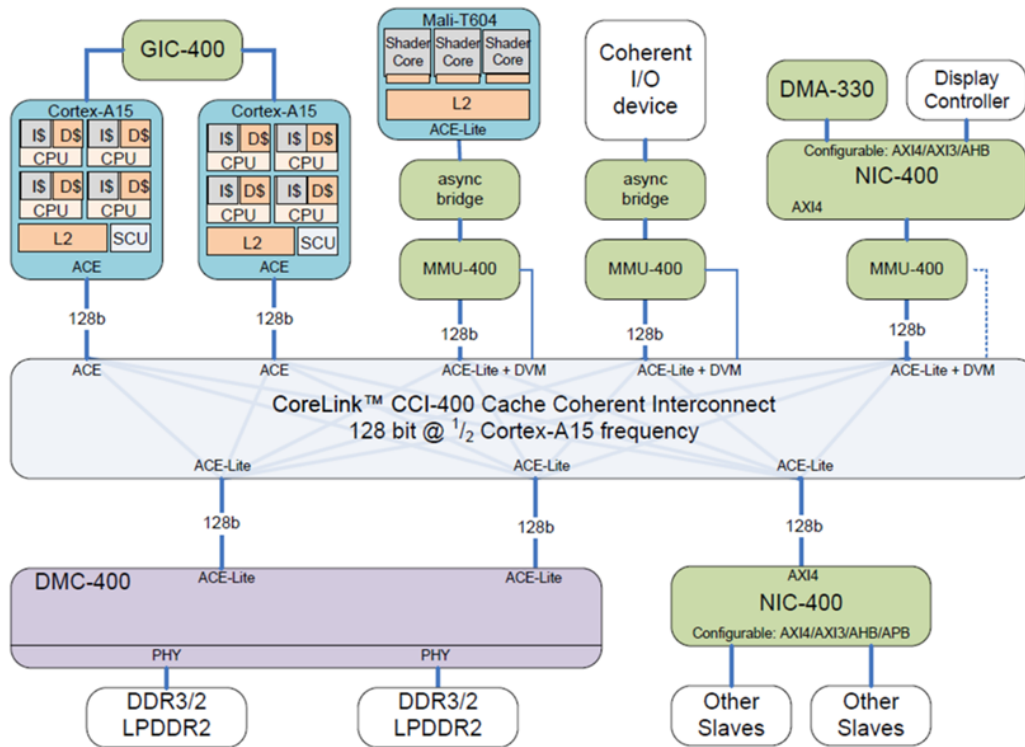 GIC-400
Cortex-A15
I$ D$ I$ D$
CPU CPU
I$ D$ I$ D$
CPU CPU
L2 SCU
ACE
Cortex-A15
I$ D$ I$ D$
CPU CPU
I$ D$ I$ D$
CPU CPU
L2 SCU
ACE
Mali-T604
Shader Core
Shader Core
Shader Core
L2
ACE-Lite
async
bridge
MMU-400
Coherent
I/O
device
async
bridge
MMU-400
DMA-330
Display
Controller
Configurable: AXI4/AXI3/AHB
NIC-400
AXI4
MMU-400
128b 128b 128b 128b 128b
ACE ACE ACE-Lite + DVM ACE-Lite + DVM ACE-Lite + DVM
CoreLink™ CCI-400 Cache Coherent Interconnect
128 bit @ 1/2 Cortex-A15 frequency
ACE-Lite ACE-Lite ACE-Lite
128b 128b 128b
DMC-400
ACE-Lite ACE-Lite
PHY PHY
DDR3/2
LPDDR2
DDR3/2
LPDDR2
AXI4
NIC-400
Configurable: AXI4/AXI3/AHB/APB
Other
Slaves
Other
Slaves